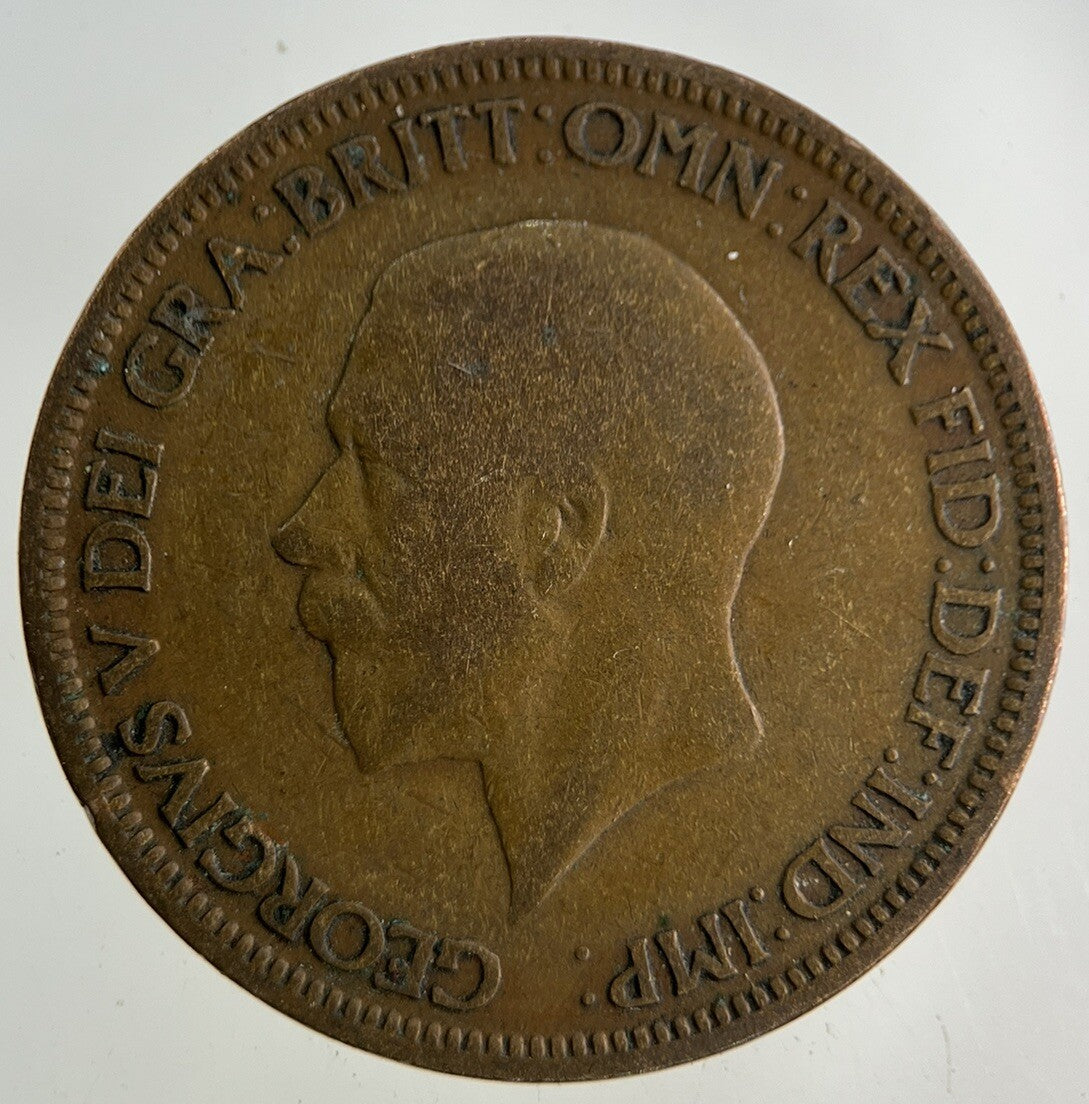 GEORGIVS V DEI GRA: BRITT: OMN: REX FID: DEF: IND: IMP: